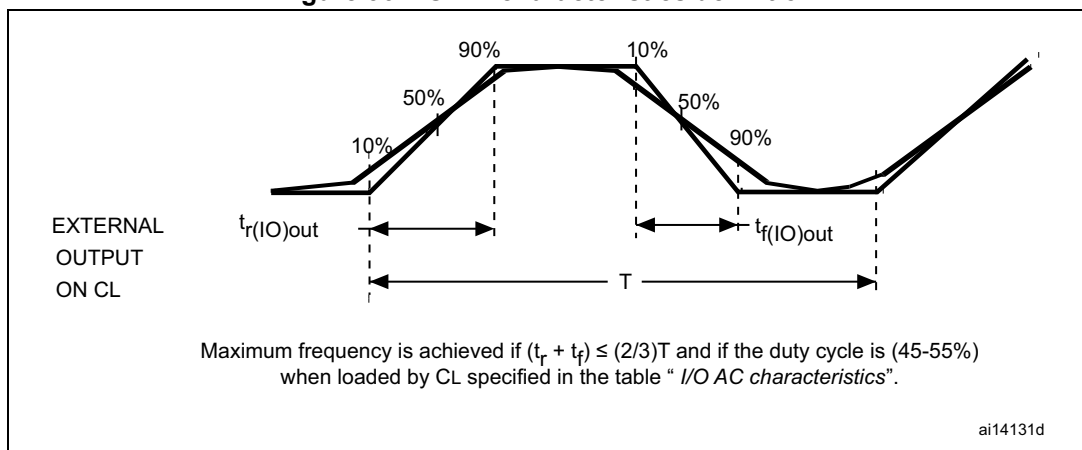 90% 10%
50% 50%
10% 90%
EXTERNAL tr(IO)out tf(IO)out
OUTPUT
ON CL T
Maximum frequency is achieved if (tr + tf) ≤ (2/3)T and if the duty cycle is (45-55%)
when loaded by CL specified in the table “ I/O AC characteristics”.
ai14131d